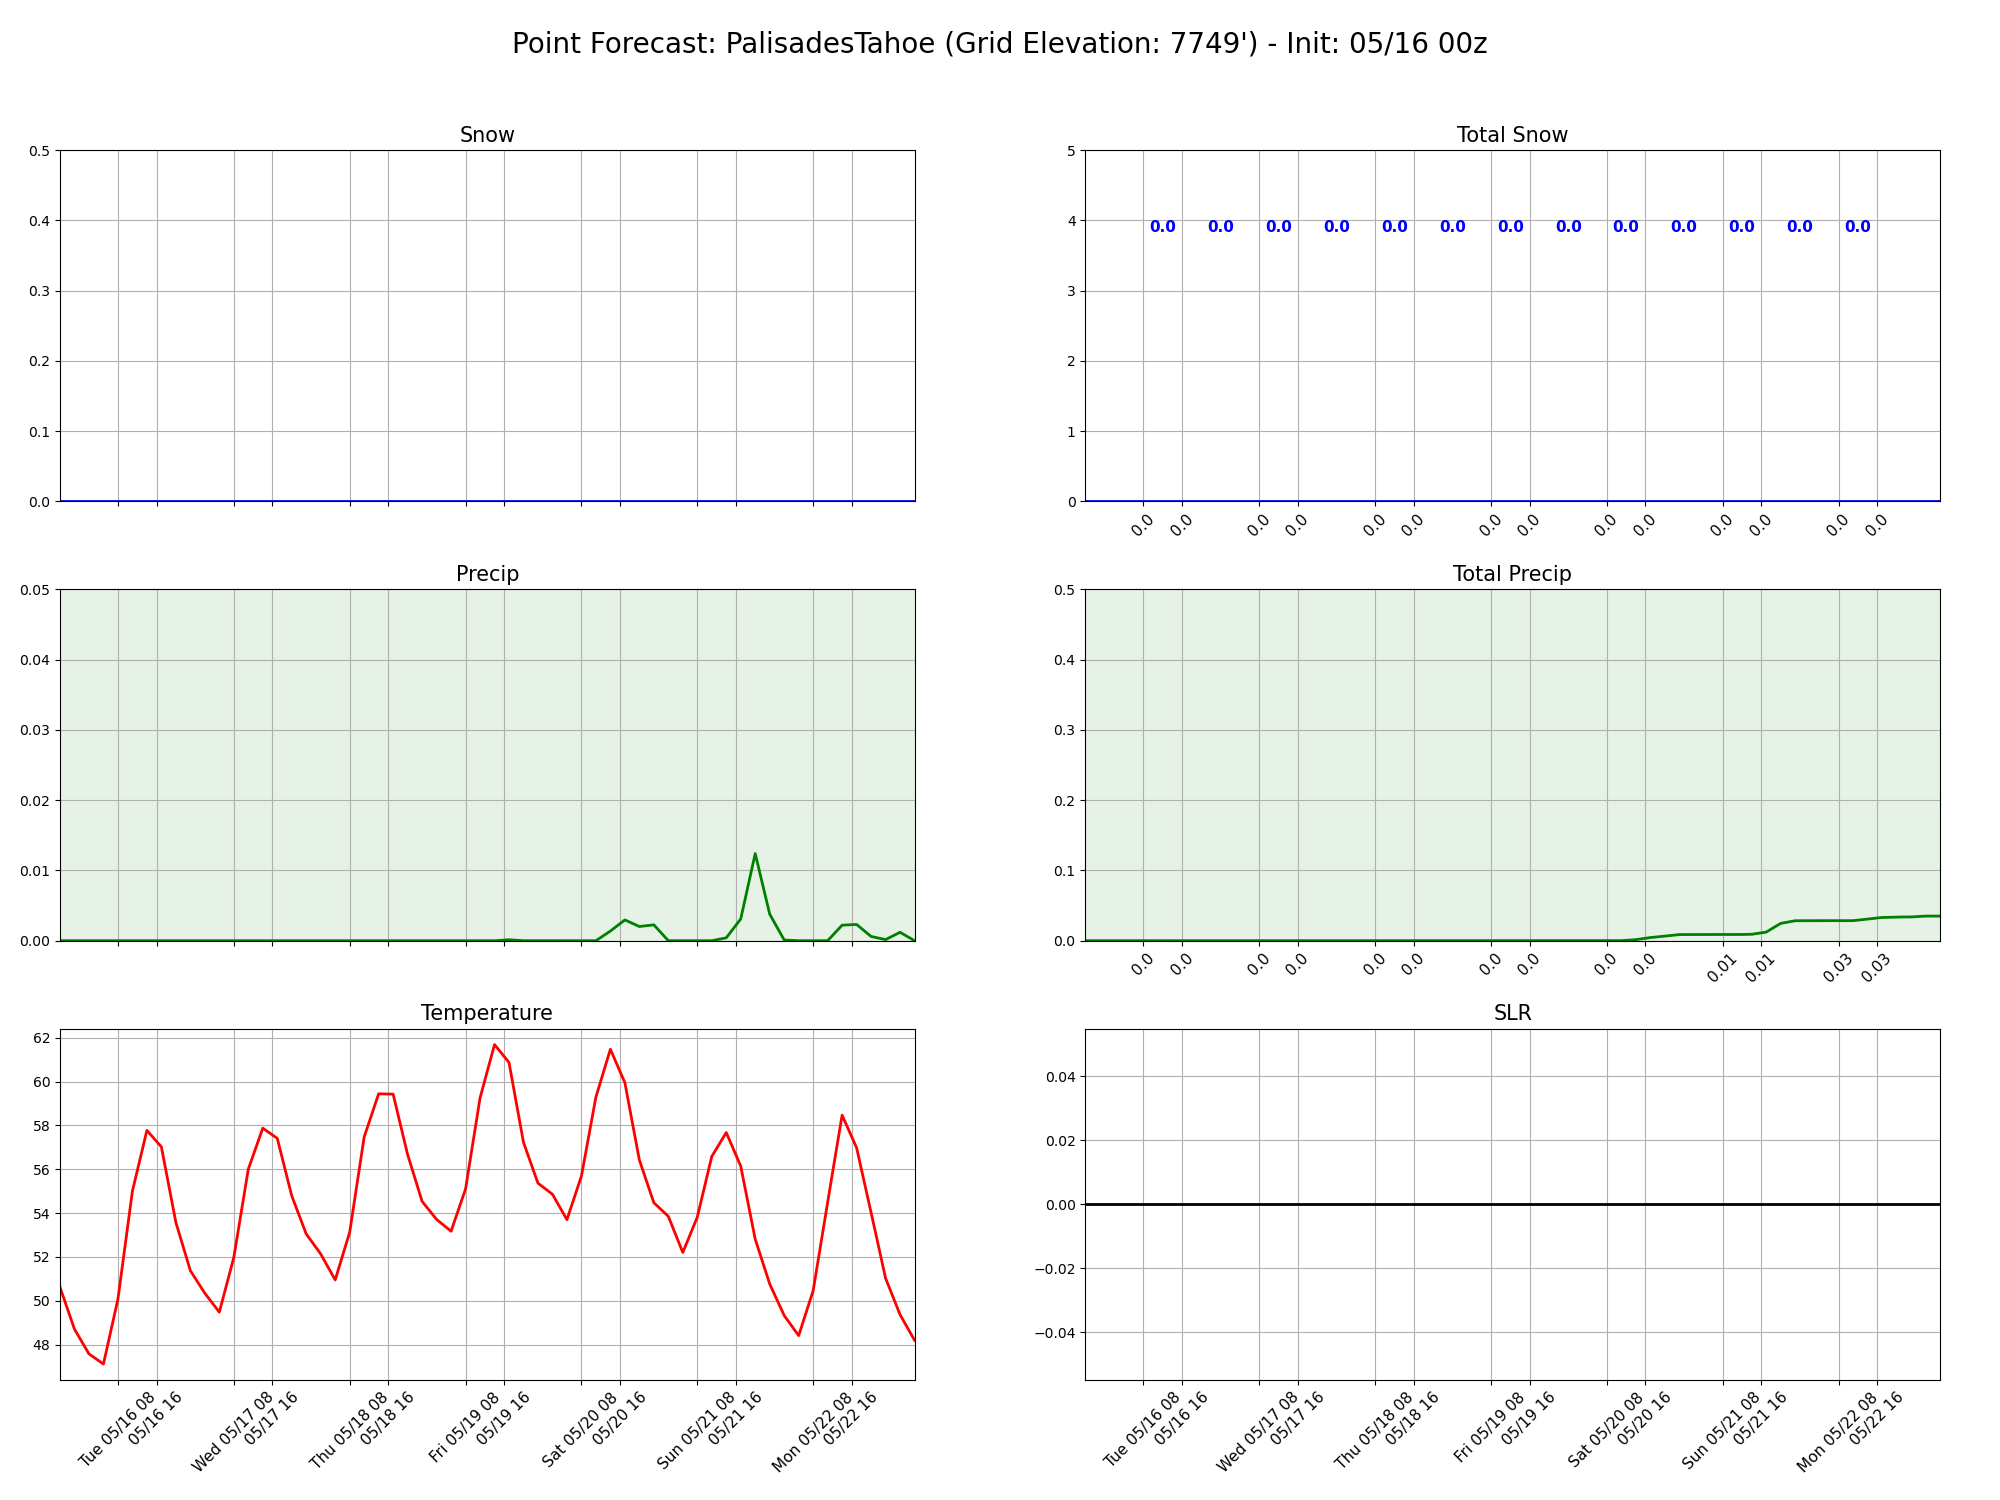 Point Forecast: PalisadesTahoe (Grid Elevation: 7749') - Init: 05/16 00z
Snow
0.5
0.4
0.3
0.2
0.1
0.0
Total Snow
5
4
3
2
1
0
0.0 0.0 0.0 0.0 0.0 0.0 0.0 0.0 0.0 0.0 0.0 0.0 0.0
0.0 0.0 0.0 0.0 0.0 0.0 0.0 0.0 0.0 0.0 0.0 0.0 0.0 0.0
Precip
0.05
0.04
0.03
0.02
0.01
0.00
Total Precip
0.5
0.4
0.3
0.2
0.1
0.0
0.0 0.0 0.0 0.0 0.0 0.0 0.0 0.0 0.0 0.0 0.01 0.01 0.03 0.03
Temperature
62
60
58
56
54
52
50
48
Tue 05/16 08
05/16 16
Wed 05/17 08
05/17 16
Thu 05/18 08
05/18 16
Fri 05/19 08
05/19 16
Sat 05/20 08
05/20 16
Sun 05/21 08
05/21 16
Mon 05/22 08
05/22 16
SLR
0.04
0.02
0.00
−0.02
−0.04
Tue 05/16 08
05/16 16
Wed 05/17 08
05/17 16
Thu 05/18 08
05/18 16
Fri 05/19 08
05/19 16
Sat 05/20 08
05/20 16
Sun 05/21 08
05/21 16
Mon 05/22 08
05/22 16